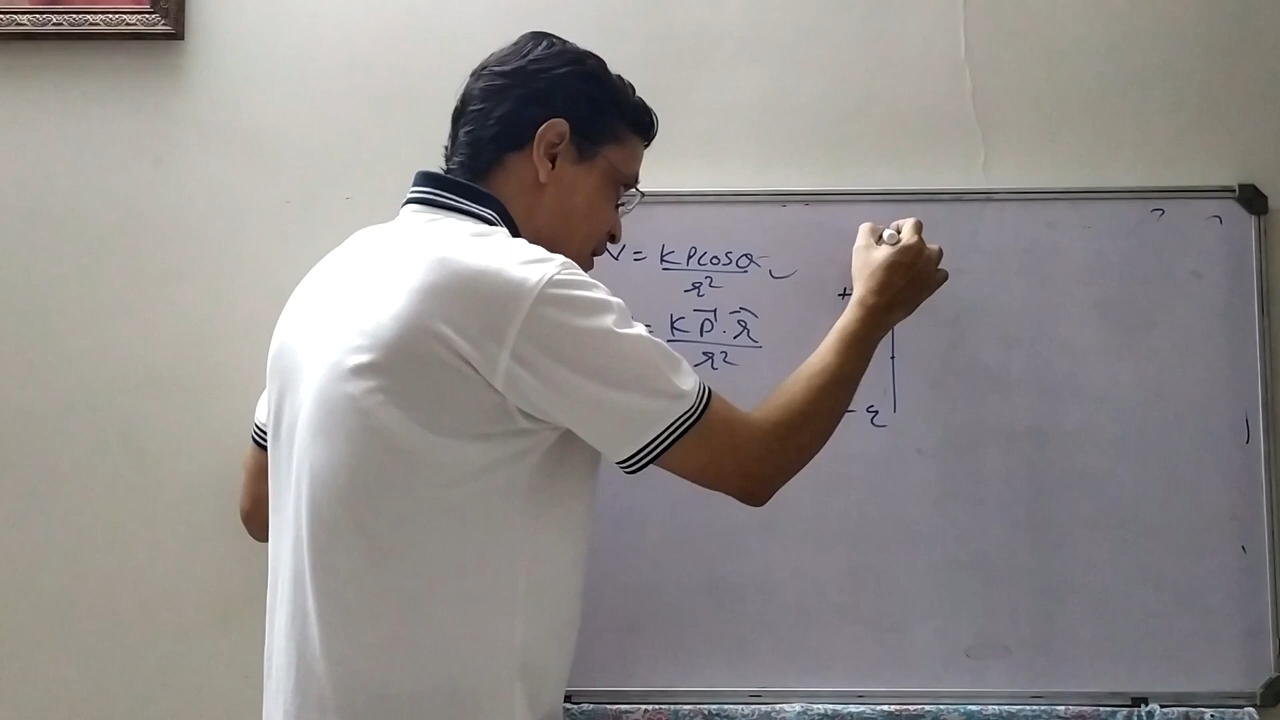 V = KPcosθ / r²
= K P⃗ . r̂ / r²
+
- q